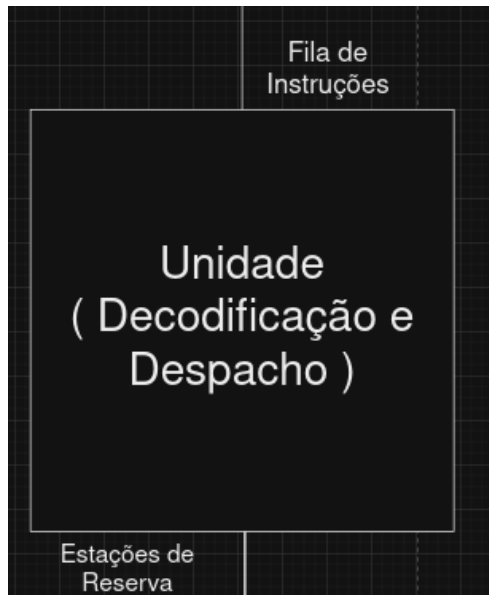 Fila de
Instruções
Unidade
( Decodificação e
Despacho )
Estações de
Reserva